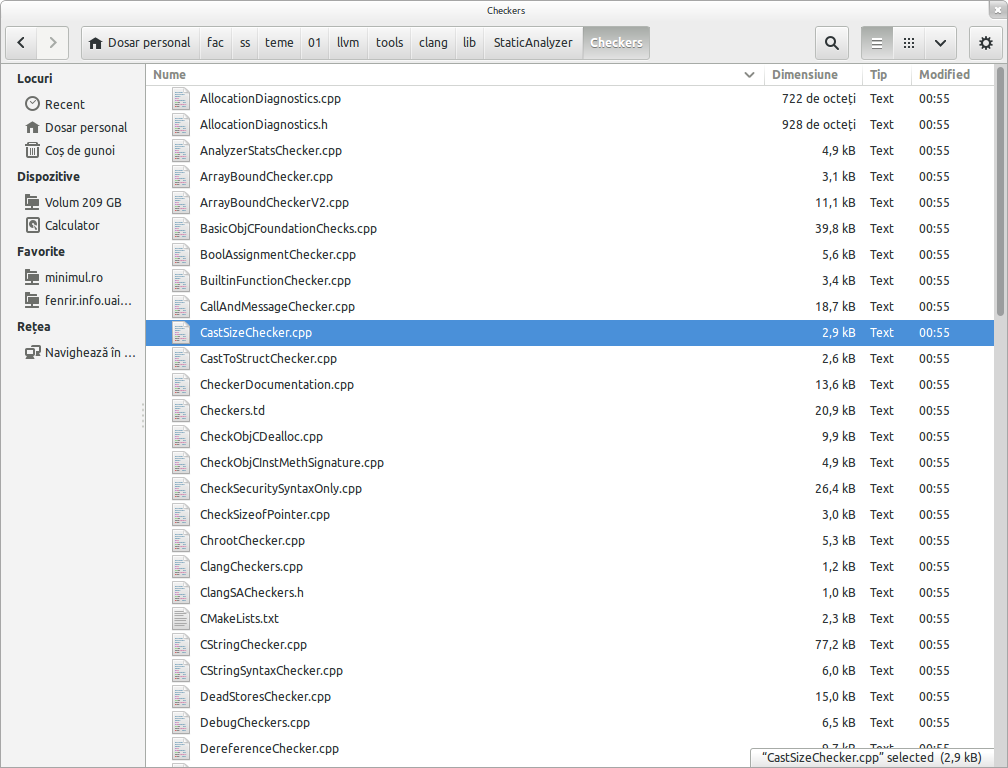 Checkers
Dosar personal fac ss teme 01 llvm tools clang lib StaticAnalyzer Checkers
Locuri
Recent
Dosar personal
Coș de gunoi
Dispozitive
Volum 209 GB
Calculator
Favorite
minimul.ro
fenrir.info.uai...
Rețea
Navighează în ...
Nume Dimensiune Tip Modified
AllocationDiagnostics.cpp 722 de octeți Text 00:55
AllocationDiagnostics.h 928 de octeți Text 00:55
AnalyzerStatsChecker.cpp 4,9 kB Text 00:55
ArrayBoundChecker.cpp 3,1 kB Text 00:55
ArrayBoundCheckerV2.cpp 11,1 kB Text 00:55
BasicObjCFoundationChecks.cpp 39,8 kB Text 00:55
BoolAssignmentChecker.cpp 5,6 kB Text 00:55
BuiltinFunctionChecker.cpp 3,4 kB Text 00:55
CallAndMessageChecker.cpp 18,7 kB Text 00:55
CastSizeChecker.cpp 2,9 kB Text 00:55
CastToStructChecker.cpp 2,6 kB Text 00:55
CheckerDocumentation.cpp 13,6 kB Text 00:55
Checkers.td 20,9 kB Text 00:55
CheckObjCDealloc.cpp 9,9 kB Text 00:55
CheckObjCInstMethSignature.cpp 4,9 kB Text 00:55
CheckSecuritySyntaxOnly.cpp 26,4 kB Text 00:55
CheckSizeofPointer.cpp 3,0 kB Text 00:55
ChrootChecker.cpp 5,3 kB Text 00:55
ClangCheckers.cpp 1,2 kB Text 00:55
ClangSACheckers.h 1,0 kB Text 00:55
CMakeLists.txt 2,3 kB Text 00:55
CStringChecker.cpp 77,2 kB Text 00:55
CStringSyntaxChecker.cpp 6,0 kB Text 00:55
DeadStoresChecker.cpp 15,0 kB Text 00:55
DebugCheckers.cpp 6,5 kB Text 00:55
DereferenceChecker.cpp 9,7 kB Text 00:55
“CastSizeChecker.cpp” selected (2,9 kB)